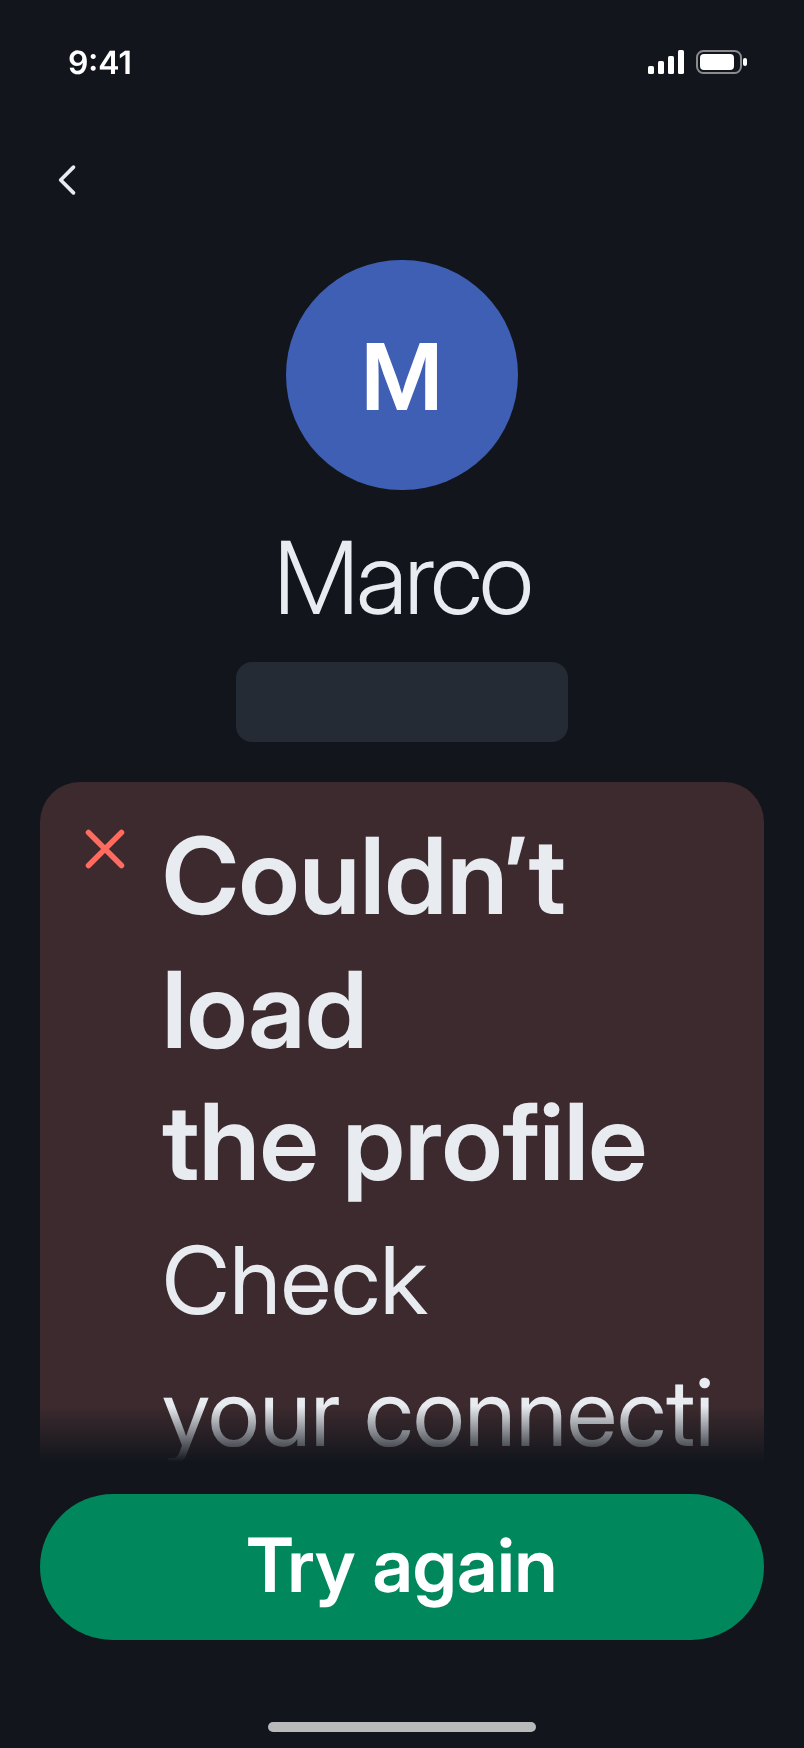 9:41
M
Marco
Couldn't
load
the profile
Check
your connecti
Try again